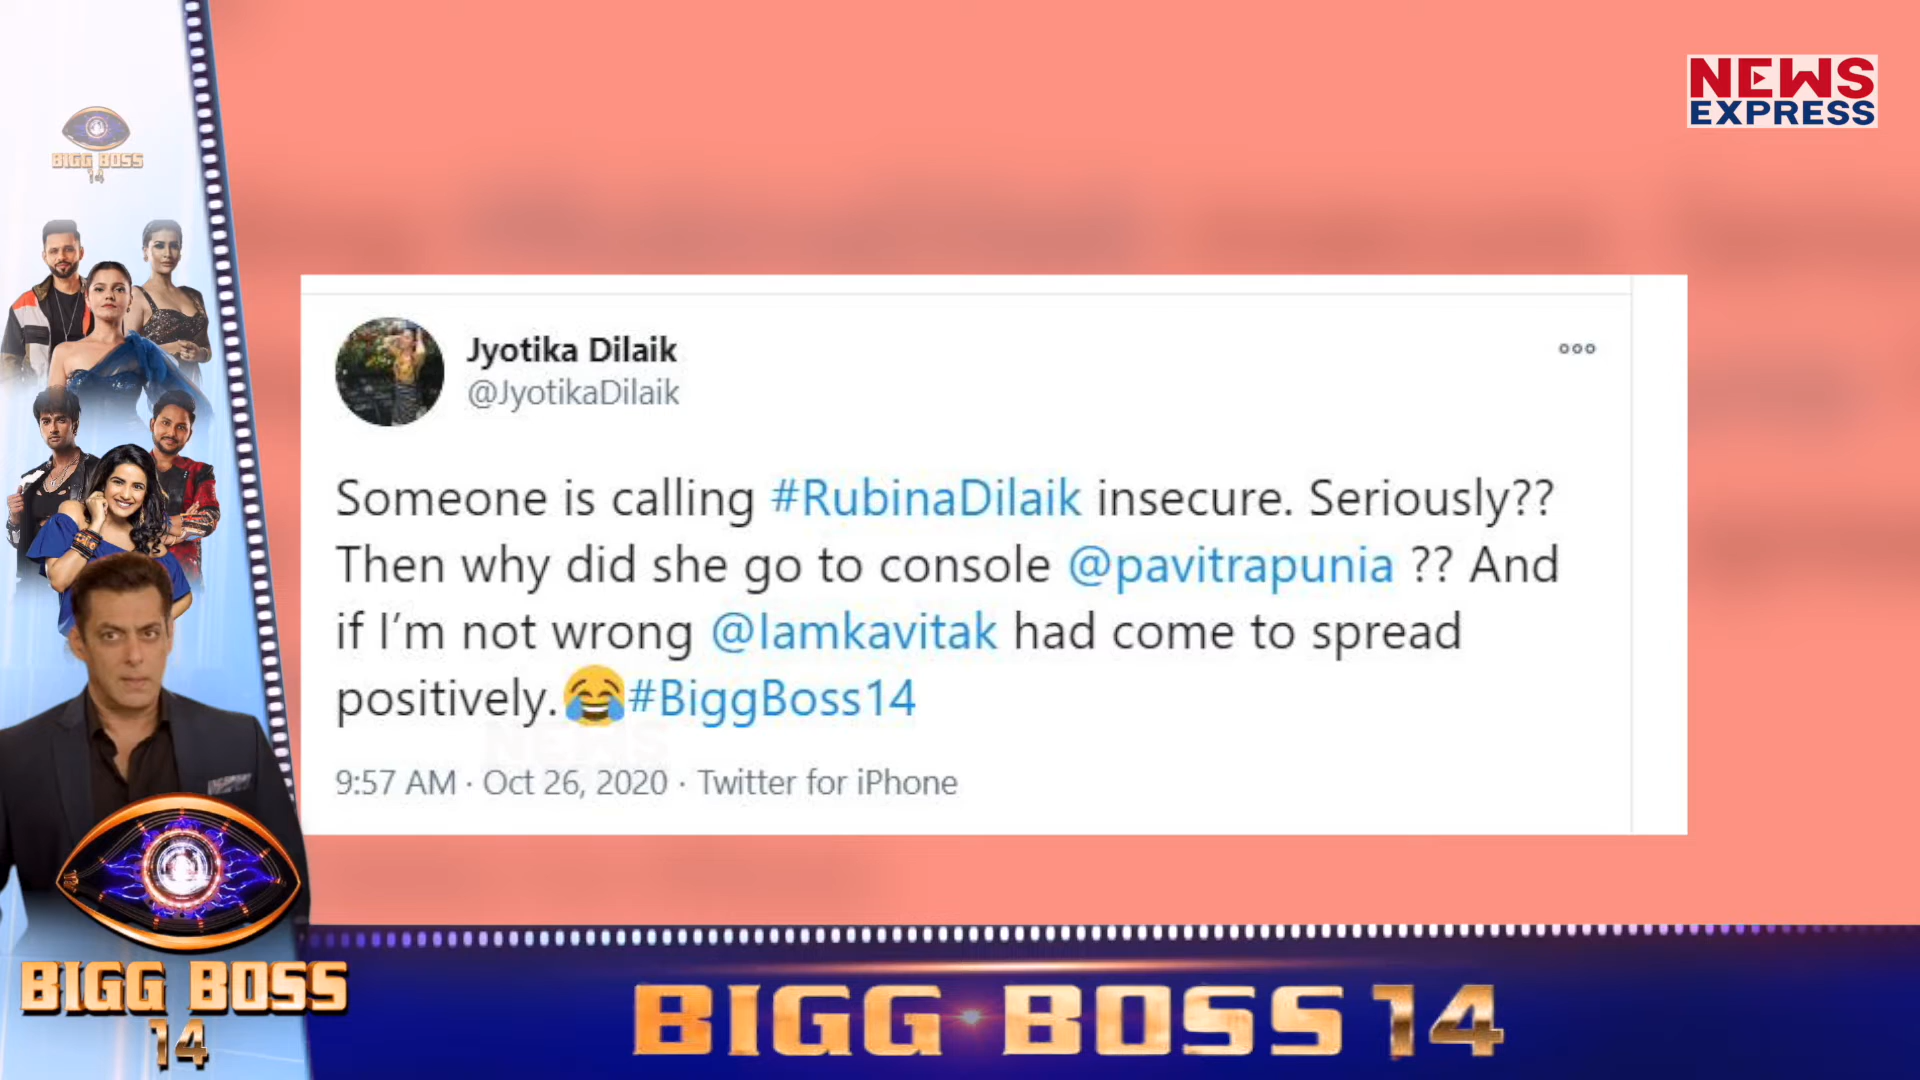 BIGG BOSS
14
NEWS
EXPRESS
Jyotika Dilaik
@JyotikaDilaik
Someone is calling #RubinaDilaik insecure. Seriously??
Then why did she go to console @pavitrapunia ?? And
if I'm not wrong @Iamkavitak had come to spread
positively.😂#BiggBoss14
NEWS
9:57 AM · Oct 26, 2020 · Twitter for iPhone
BIGG BOSS
14
BIGG BOSS 14